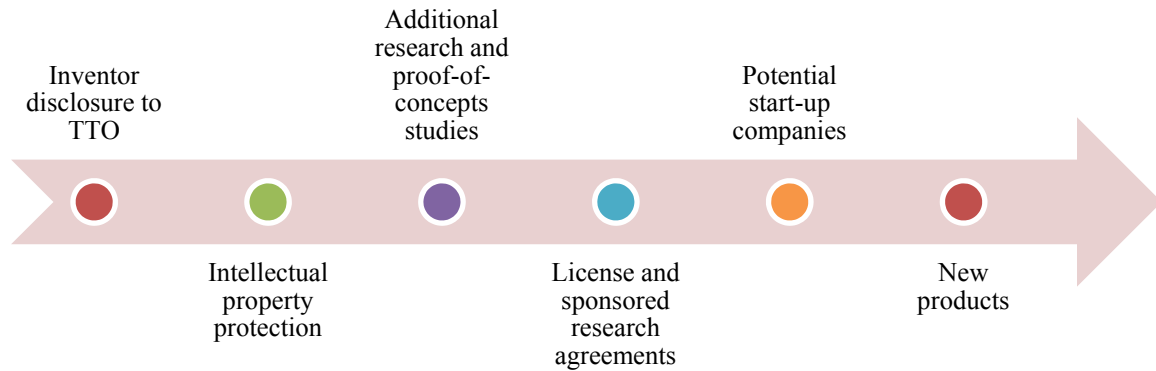 Inventor
disclosure to
TTO
Intellectual
property
protection
Additional
research and
proof-of-
concepts
studies
License and
sponsored
research
agreements
Potential
start-up
companies
New
products